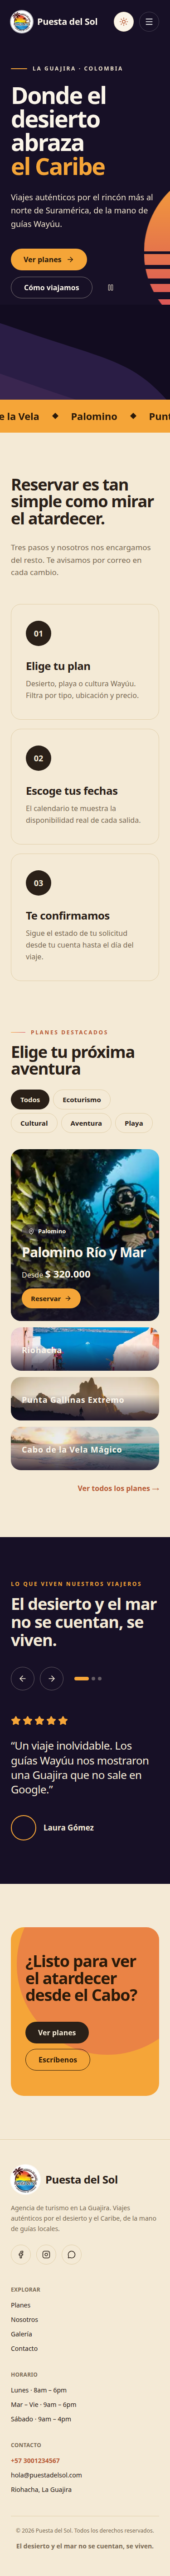 Puesta del Sol
LA GUAJIRA · COLOMBIA
Donde el
desierto
abraza
el Caribe
Viajes auténticos por el rincón más al
norte de Suramérica, de la mano de
guías Wayúu.
Ver planes →
Cómo viajamos
e la Vela ◆ Palomino ◆ Punt
Reservar es tan
simple como mirar
el atardecer.
Tres pasos y nosotros nos encargamos
del resto. Te avisamos por correo en
cada cambio.
01
Elige tu plan
Desierto, playa o cultura Wayúu.
Filtra por tipo, ubicación y precio.
02
Escoge tus fechas
El calendario te muestra la
disponibilidad real de cada salida.
03
Te confirmamos
Sigue el estado de tu solicitud
desde tu cuenta hasta el día del
viaje.
PLANES DESTACADOS
Elige tu próxima
aventura
Todos Ecoturismo
Cultural Aventura Playa
Palomino
Palomino Río y Mar
Desde $ 320.000
Reservar →
Riohacha
Punta Gallinas Extremo
Cabo de la Vela Mágico
Ver todos los planes →
LO QUE VIVEN NUESTROS VIAJEROS
El desierto y el mar
no se cuentan, se
viven.
“Un viaje inolvidable. Los
guías Wayúu nos mostraron
una Guajira que no sale en
Google.”
Laura Gómez
¿Listo para ver
el atardecer
desde el Cabo?
Ver planes
Escríbenos
Puesta del Sol
Agencia de turismo en La Guajira. Viajes
auténticos por el desierto y el Caribe, de la mano
de guías locales.
EXPLORAR
Planes
Nosotros
Galería
Contacto
HORARIO
Lunes · 8am – 6pm
Mar – Vie · 9am – 6pm
Sábado · 9am – 4pm
CONTACTO
+57 3001234567
hola@puestadelsol.com
Riohacha, La Guajira
© 2026 Puesta del Sol. Todos los derechos reservados.
El desierto y el mar no se cuentan, se viven.